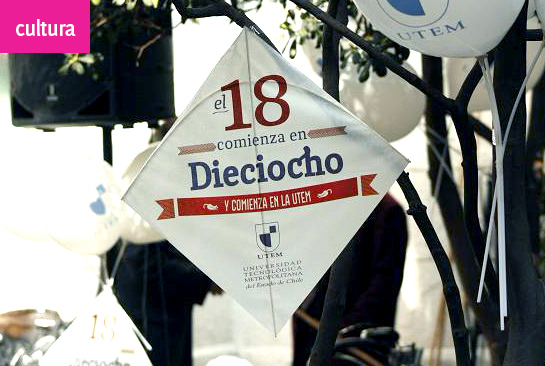 cultura
UTEM
el 18
comienza en
Dieciocho
Y COMIENZA EN LA UTEM
UTEM
UNIVERSIDAD
TECNOLÓGICA
METROPOLITANA
del Estado de Chile
18
Dieciocho